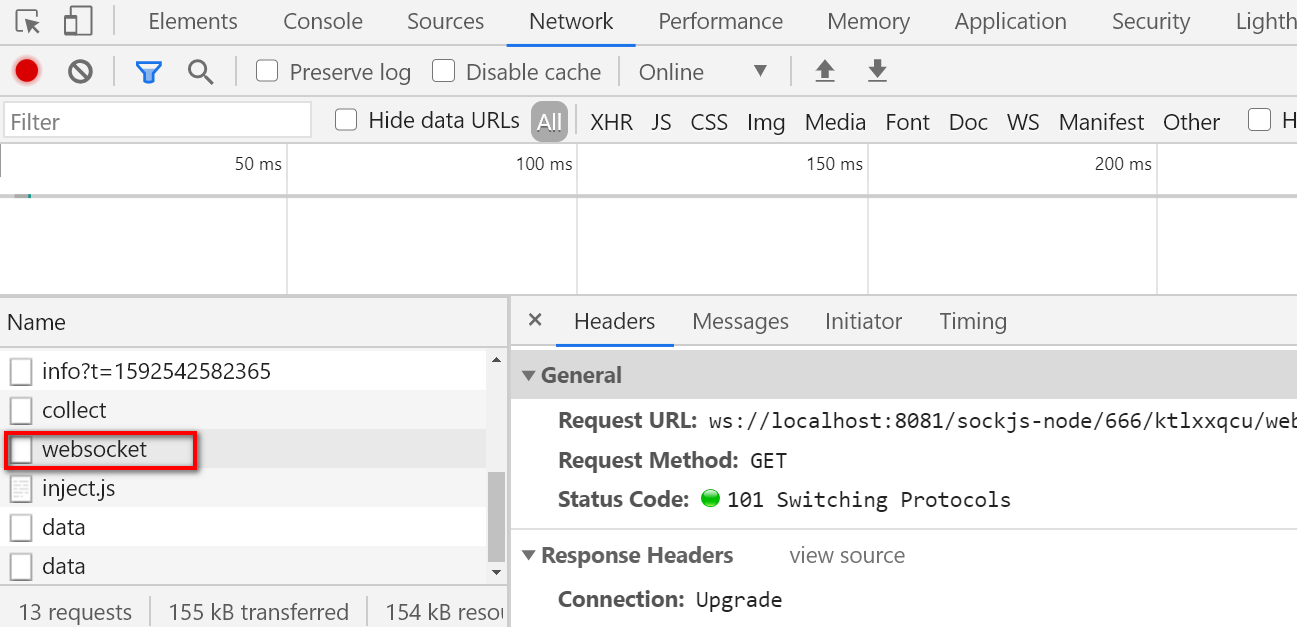 Elements Console Sources Network Performance Memory Application Security
Preserve log Disable cache Online
Filter Hide data URLs All XHR JS CSS Img Media Font Doc WS Manifest Other
50 ms 100 ms 150 ms 200 ms
Name
Headers Messages Initiator Timing
info?t=1592542582365
collect
websocket
inject.js
data
data
13 requests 155 kB transferred 154 kB
General
Request URL: ws://localhost:8081/sockjs-node/666/ktlxxqcu/
Request Method: GET
Status Code: 101 Switching Protocols
Response Headers view source
Connection: Upgrade